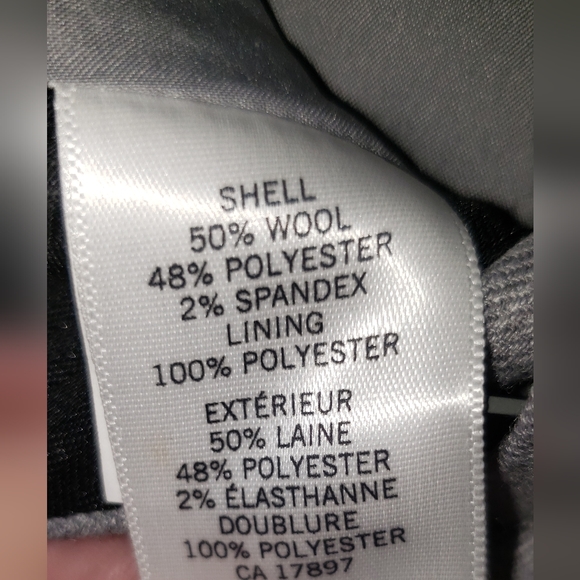 SHELL
50% WOOL
48% POLYESTER
2% SPANDEX
LINING
100% POLYESTER
EXTÉRIEUR
50% LAINE
48% POLYESTER
2% ÉLASTHANNE
DOUBLURE
100% POLYESTER
CA 17897